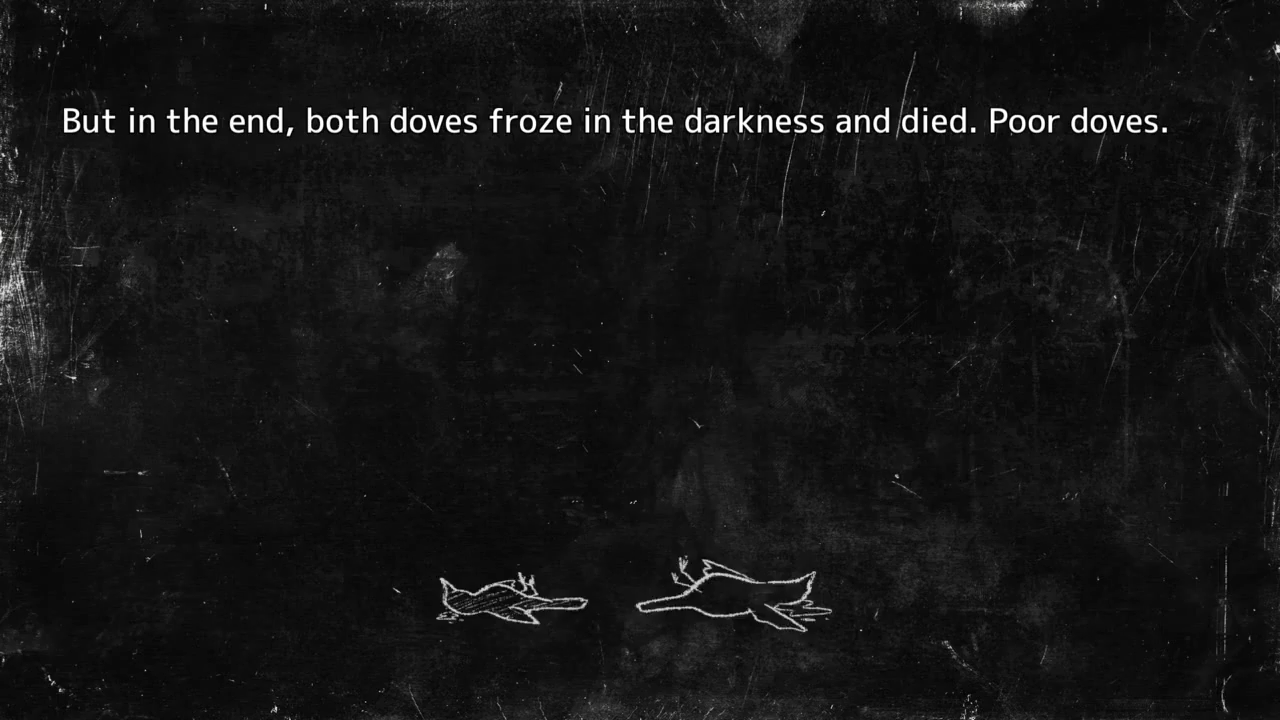 But in the end, both doves froze in the darkness and died. Poor doves.